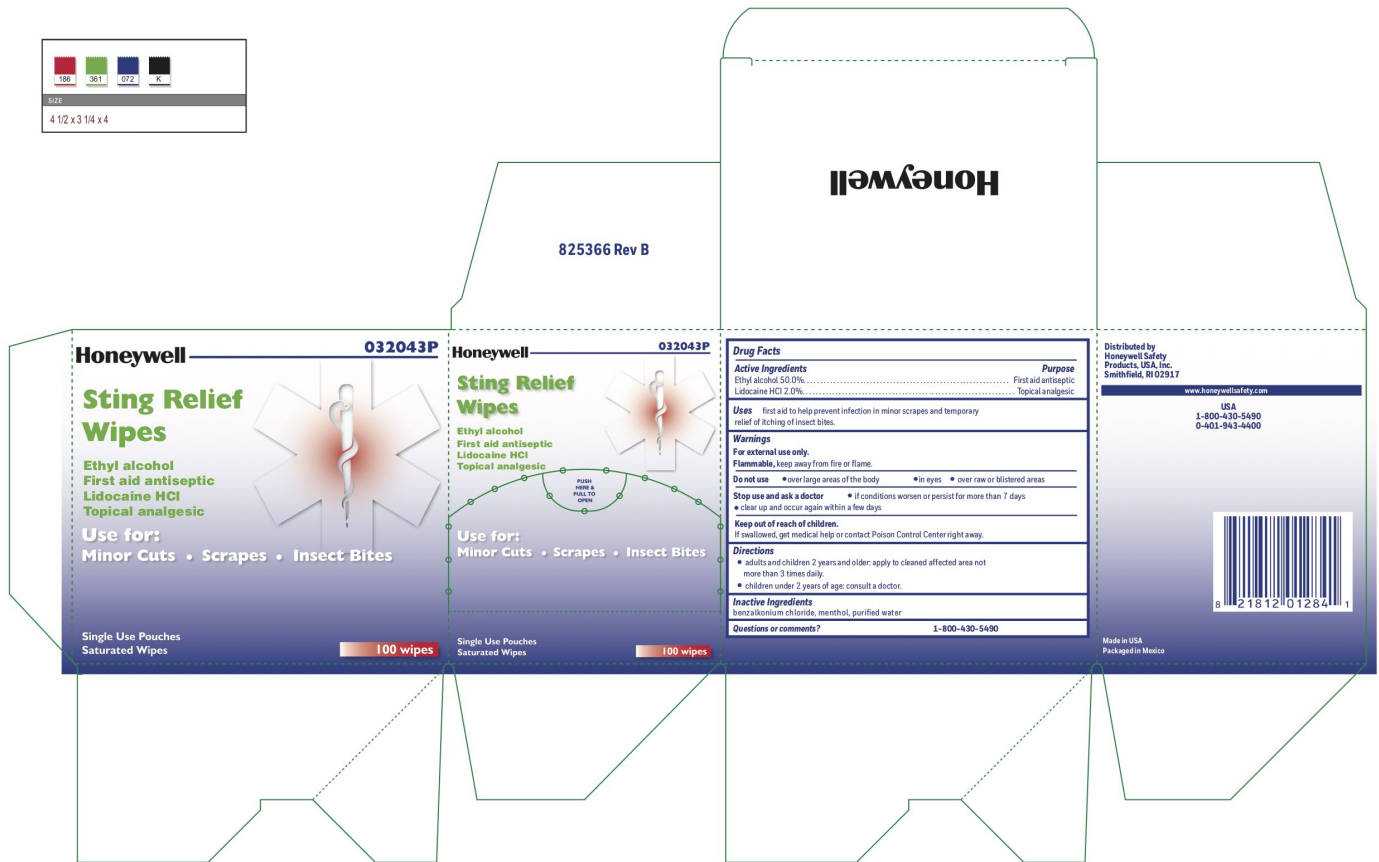 186 361 072 K
SIZE
4 1/2 x 3 1/4 x 4
Honeywell
825366 Rev B
Honeywell
032043P
Sting Relief
Wipes
Ethyl alcohol
First aid antiseptic
Lidocaine HCl
Topical analgesic
Use for:
Minor Cuts • Scrapes • Insect Bites
Single Use Pouches
Saturated Wipes
100 wipes
Honeywell
032043P
Sting Relief
Wipes
Ethyl alcohol
First aid antiseptic
Lidocaine HCl
Topical analgesic
PUSH
HERE &
PULL TO
OPEN
Use for:
Minor Cuts • Scrapes • Insect Bites
Single Use Pouches
Saturated Wipes
100 wipes
Drug Facts
Active Ingredients Purpose
Ethyl alcohol 50.0%. . . . . . . . . . . . . . . . . . . . First aid antiseptic
Lidocaine HCl 2.0%. . . . . . . . . . . . . . . . . . . . Topical analgesic
Uses first aid to help prevent infection in minor scrapes and temporary
relief of itching of insect bites.
Warnings
For external use only.
Flammable, keep away from fire or flame.
Do not use • over large areas of the body • in eyes • over raw or blistered areas
Stop use and ask a doctor • if conditions worsen or persist for more than 7 days
• clear up and occur again within a few days
Keep out of reach of children.
If swallowed, get medical help or contact Poison Control Center right away.
Directions
• adults and children 2 years and older: apply to cleaned affected area not
more than 3 times daily.
• children under 2 years of age: consult a doctor.
Inactive Ingredients
benzalkonium chloride, menthol, purified water
Questions or comments? 1-800-430-5490
Distributed by
Honeywell Safety
Products, USA, Inc.
Smithfield, RI 02917
www.honeywellsafety.com
USA
1-800-430-5490
0-401-943-4400
8 21812 01284 1
Made in USA
Packaged in Mexico